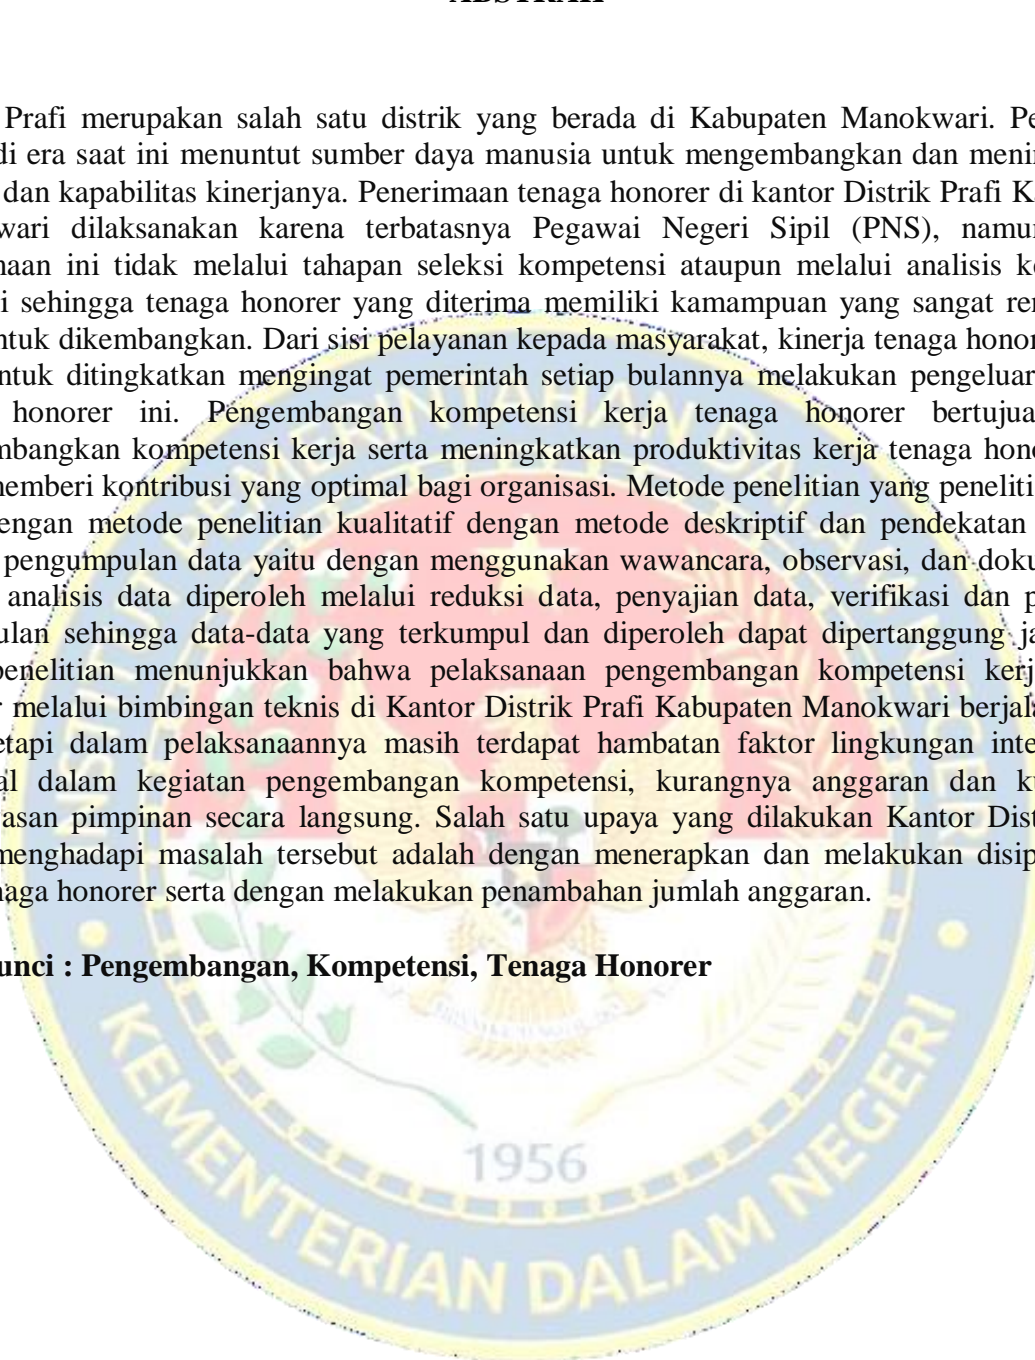 ABSTRAK
Prafi merupakan salah satu distrik yang berada di Kabupaten Manokwari. Pe
di era saat ini menuntut sumber daya manusia untuk mengembangkan dan menin
dan kapabilitas kinerjanya. Penerimaan tenaga honorer di kantor Distrik Prafi K
wari dilaksanakan karena terbatasnya Pegawai Negeri Sipil (PNS), namun
maan ini tidak melalui tahapan seleksi kompetensi ataupun melalui analisis k
i sehingga tenaga honorer yang diterima memiliki kamampuan yang sangat ren
ntuk dikembangkan. Dari sisi pelayanan kepada masyarakat, kinerja tenaga honor
ntuk ditingkatkan mengingat pemerintah setiap bulannya melakukan pengeluar
honorer ini. Pengembangan kompetensi kerja tenaga honorer bertujua
mbangkan kompetensi kerja serta meningkatkan produktivitas kerja tenaga hono
memberi kontribusi yang optimal bagi organisasi. Metode penelitian yang peneliti
engan metode penelitian kualitatif dengan metode deskriptif dan pendekatan
pengumpulan data yaitu dengan menggunakan wawancara, observasi, dan doku
analisis data diperoleh melalui reduksi data, penyajian data, verifikasi dan p
ulan sehingga data-data yang terkumpul dan diperoleh dapat dipertanggung ja
penelitian menunjukkan bahwa pelaksanaan pengembangan kompetensi kerj
r melalui bimbingan teknis di Kantor Distrik Prafi Kabupaten Manokwari berjal
etapi dalam pelaksanaannya masih terdapat hambatan faktor lingkungan inte
al dalam kegiatan pengembangan kompetensi, kurangnya anggaran dan ku
asan pimpinan secara langsung. Salah satu upaya yang dilakukan Kantor Dist
menghadapi masalah tersebut adalah dengan menerapkan dan melakukan disip
naga honorer serta dengan melakukan penambahan jumlah anggaran.
unci : Pengembangan, Kompetensi, Tenaga Honorer
INSTITUT PEMERINTAHAN DALAM NEGERI
1956
KEMENTERIAN DALAM NEGERI